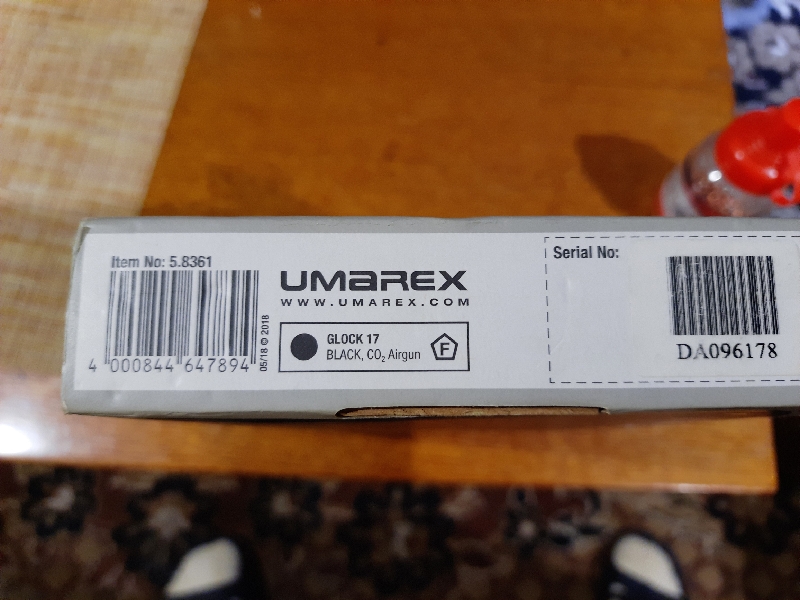 Item No: 5.8361
4 000844 647894
05/18 © 2018
UMAREX
WWW.UMAREX.COM
GLOCK 17
BLACK, CO₂ Airgun
F
Serial No:
DA096178